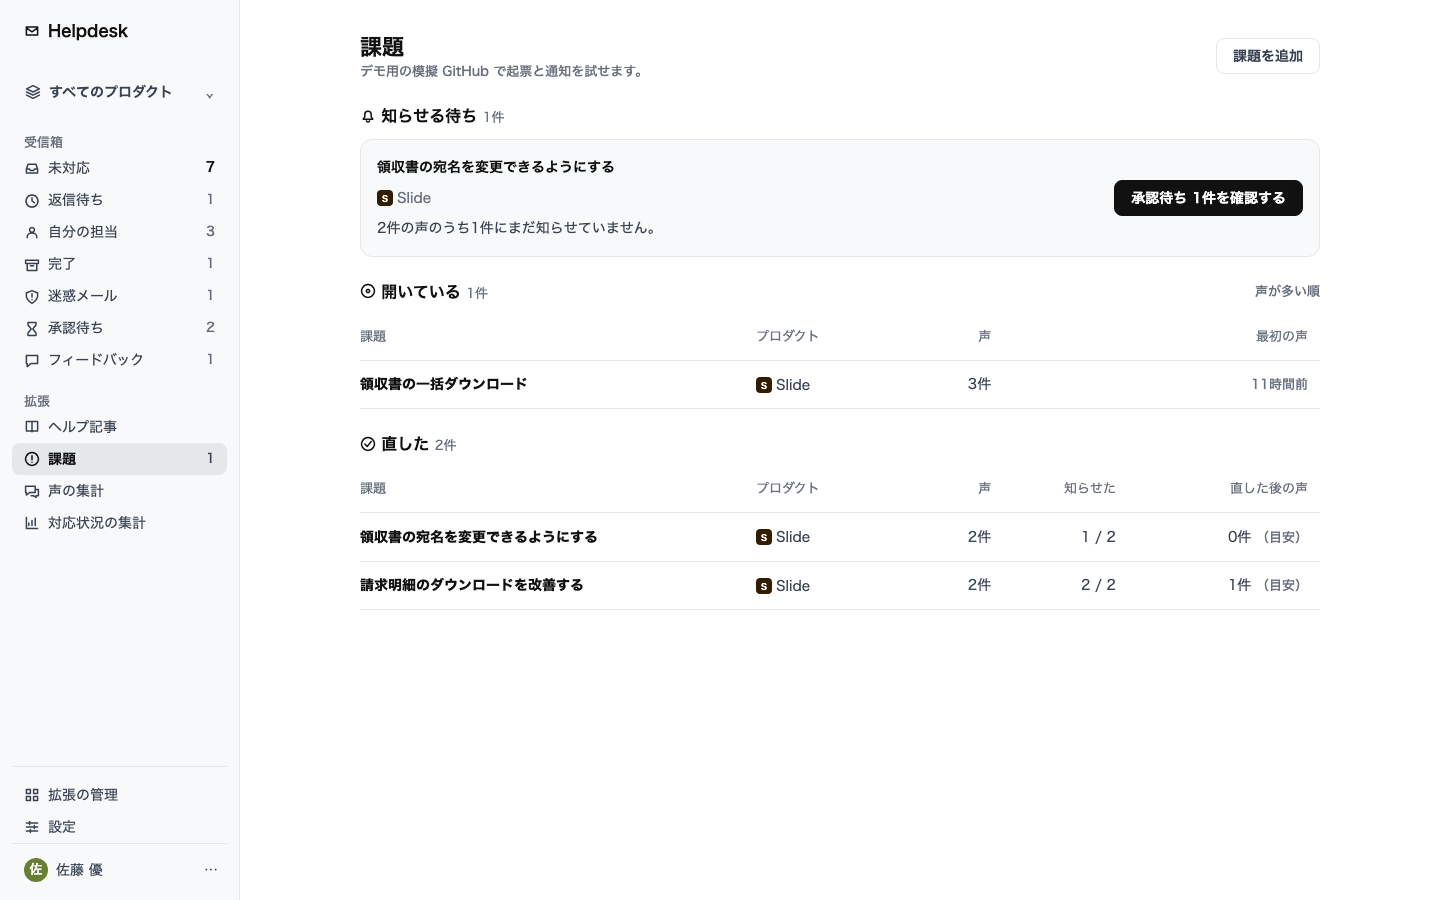 Helpdesk
すべてのプロダクト
受信箱
未対応 7
返信待ち 1
自分の担当 3
完了 1
迷惑メール 1
承認待ち 2
フィードバック 1
拡張
ヘルプ記事
課題 1
声の集計
対応状況の集計
拡張の管理
設定
佐 佐藤 優 …
課題
デモ用の模擬 GitHub で起票と通知を試せます。
課題を追加
知らせる待ち 1件
領収書の宛名を変更できるようにする
S Slide
2件の声のうち1件にまだ知らせていません。
承認待ち 1件を確認する
開いている 1件 声が多い順
課題 プロダクト 声 最初の声
領収書の一括ダウンロード S Slide 3件 11時間前
直した 2件
課題 プロダクト 声 知らせた 直した後の声
領収書の宛名を変更できるようにする S Slide 2件 1 / 2 0件 （目安）
請求明細のダウンロードを改善する S Slide 2件 2 / 2 1件 （目安）